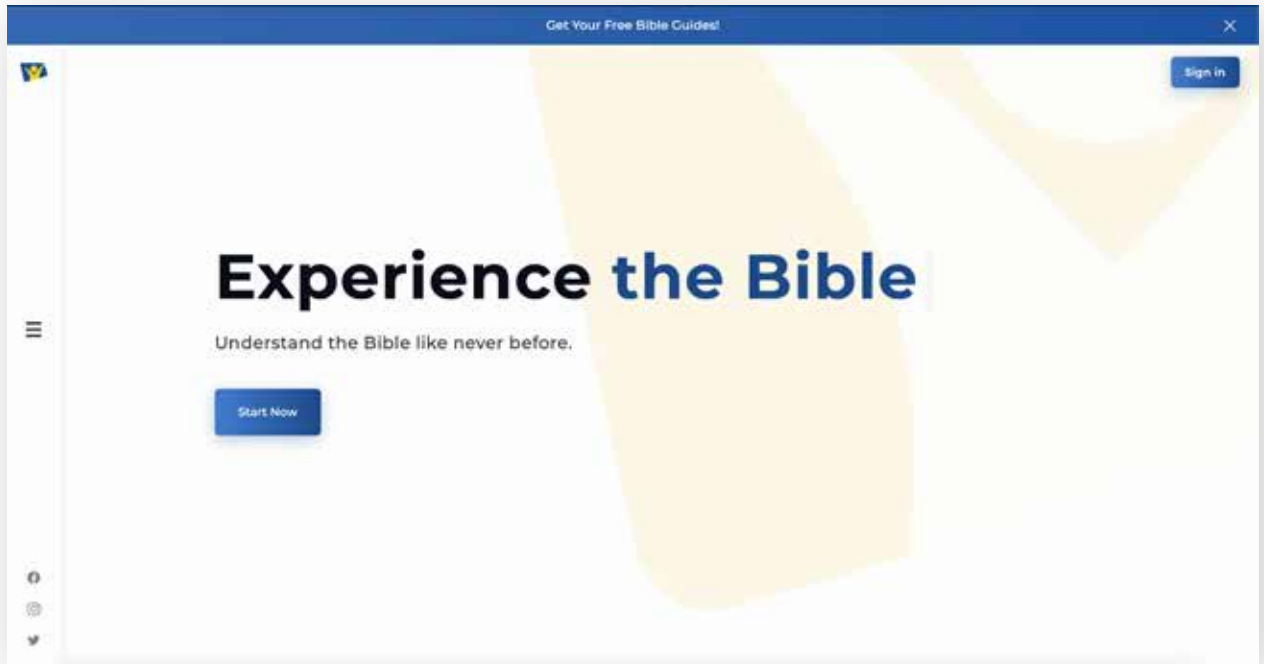 Get Your Free Bible Guides!
Sign in
Experience the Bible
Understand the Bible like never before.
Start Now